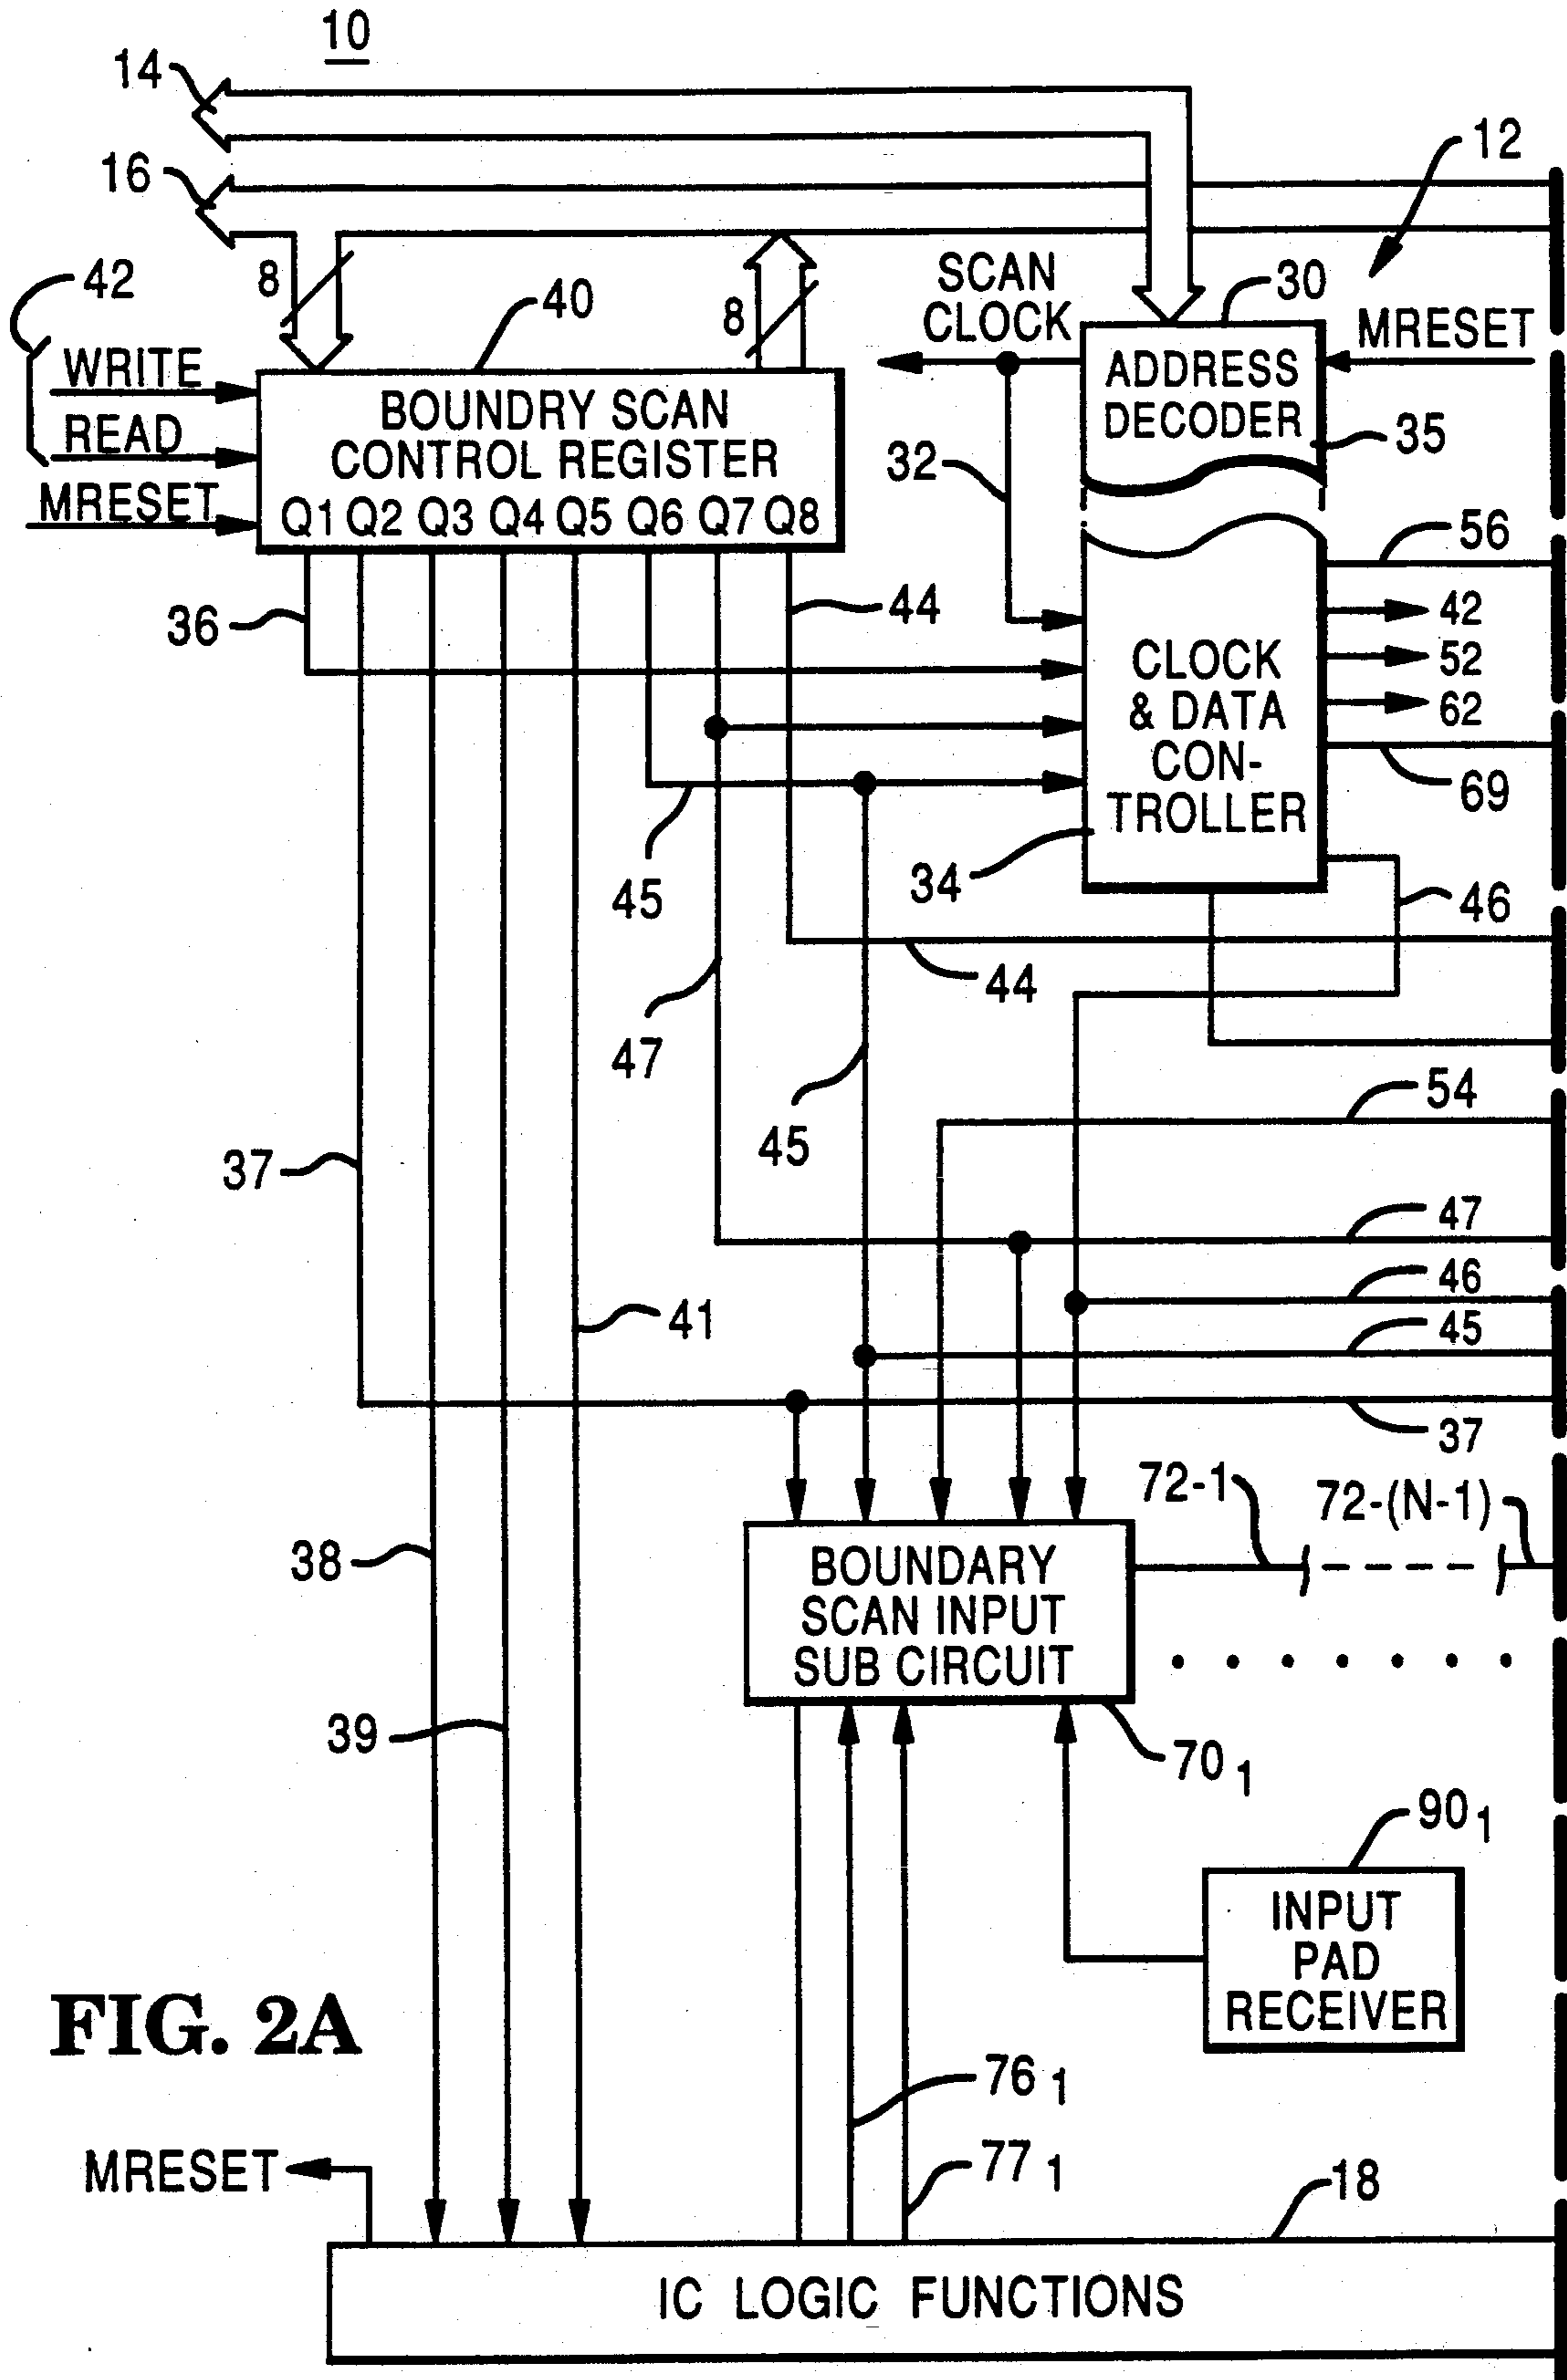 10
14
16
12
42
8
40
8
SCAN
CLOCK
30
MRESET
WRITE
READ
MRESET
BOUNDRY SCAN
CONTROL REGISTER
Q1 Q2 Q3 Q4 Q5 Q6 Q7 Q8
ADDRESS
DECODER
35
32
56
36
44
42
52
62
CLOCK
& DATA
CON-
TROLLER
69
45
34
46
44
47
45
54
37
47
46
41
45
37
72-1
72-(N-1)
38
BOUNDARY
SCAN INPUT
SUB CIRCUIT
39
70 1
90 1
INPUT
PAD
RECEIVER
FIG. 2A
76 1
MRESET
77 1
18
IC LOGIC FUNCTIONS